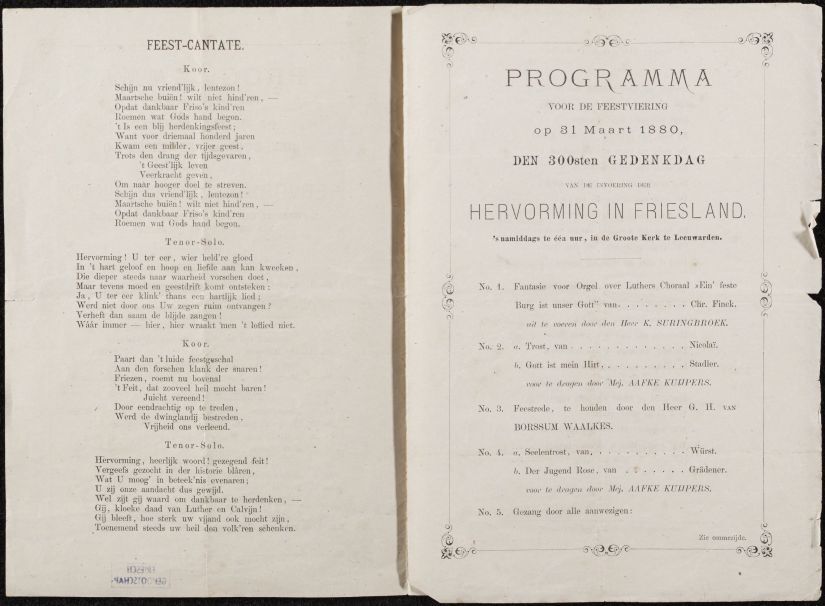 FEEST-CANTATE.
Koor.
Schijn nu vriend'lijk, lentezon!
Maartsche buiën! wilt niet hind'ren, —
Opdat dankbaar Friso's kind'ren
Roemen wat Gods hand begon.
't Is een blij herdenkingsfeest;
Want voor driemaal honderd jaren
Kwam een milder, vrijer geest,
Trots den drang der tijdsgevaren,
't Geest'lijk leven
Veerkracht geven,
Om naar hooger doel te streven.
Schijn dus vriend'lijk, lentezon!
Maartsche buiën! wilt niet hind'ren, —
Opdat dankbaar Friso's kind'ren
Roemen wat Gods hand begon.
Tenor-Solo.
Hervorming! U ter eer, wier held're gloed
In 't hart geloof en hoop en liefde aan kan kweeken,
Die dieper steeds naar waarheid vorschen doet,
Maar tevens moed en geestdrift komt ontsteken:
Ja, U ter eer klink' thans een hartlijk lied;
Werd niet door ons Uw zegen ruim ontvangen?
Verheft dan saam de blijde zangen!
Wáár immer — hier, hier wraakt men 't loflied niet.
Koor.
Paart dan 't luide feestgeschal
Aan den forschen klank der snaren!
Friezen, roemt nu bovenal
't Feit, dat zooveel heil mocht baren!
Juicht vereend!
Door eendrachtig op te treden,
Werd de dwinglandij bestreden,
Vrijheid ons verleend.
Tenor-Solo.
Hervorming, heerlijk woord! gezegend feit!
Vergeefs gezocht in der historie blâren,
Wat U moog' in beteek'nis evenaren;
U zij onze aandacht dus gewijd.
Wel zijt gij waard om dankbaar te herdenken, —
Gij, kloeke daad van Luther en Calvijn!
Gij bleeft, hoe sterk uw vijand ook mocht zijn,
Toenemend steeds uw heil den volk'ren schenken.
PROGRAMMA
VOOR DE FEESTVIERING
op 31 Maart 1880,
DEN 300sten GEDENKDAG
VAN DE INVOERING DER
HERVORMING IN FRIESLAND,
's namiddags te één uur, in de Groote Kerk te Leeuwarden.
No. 1. Fantasie voor Orgel over Luthers Choraal »Ein' feste
Burg ist unser Gott" van. . . . . . . . Chr. Finck.
uit te voeren door den Heer K. SURINGBROEK.
No. 2. a. Trost, van . . . . . . . . . . . Nicolaï.
b. Gott ist mein Hirt, . . . . . . . . Stadler.
voor te dragen door Mej. AAFKE KUIJPERS.
No. 3. Feestrede, te houden door den Heer G. H. VAN
BORSSUM WAALKES.
No. 4. a. Seelentrost, van. . . . . . . . . . Würst.
b. Der Jugend Rose, van . . . . . . . Grädener.
voor te dragen door Mej. AAFKE KUIJPERS.
No. 5. Gezang door alle aanwezigen:
Zie ommezijde.